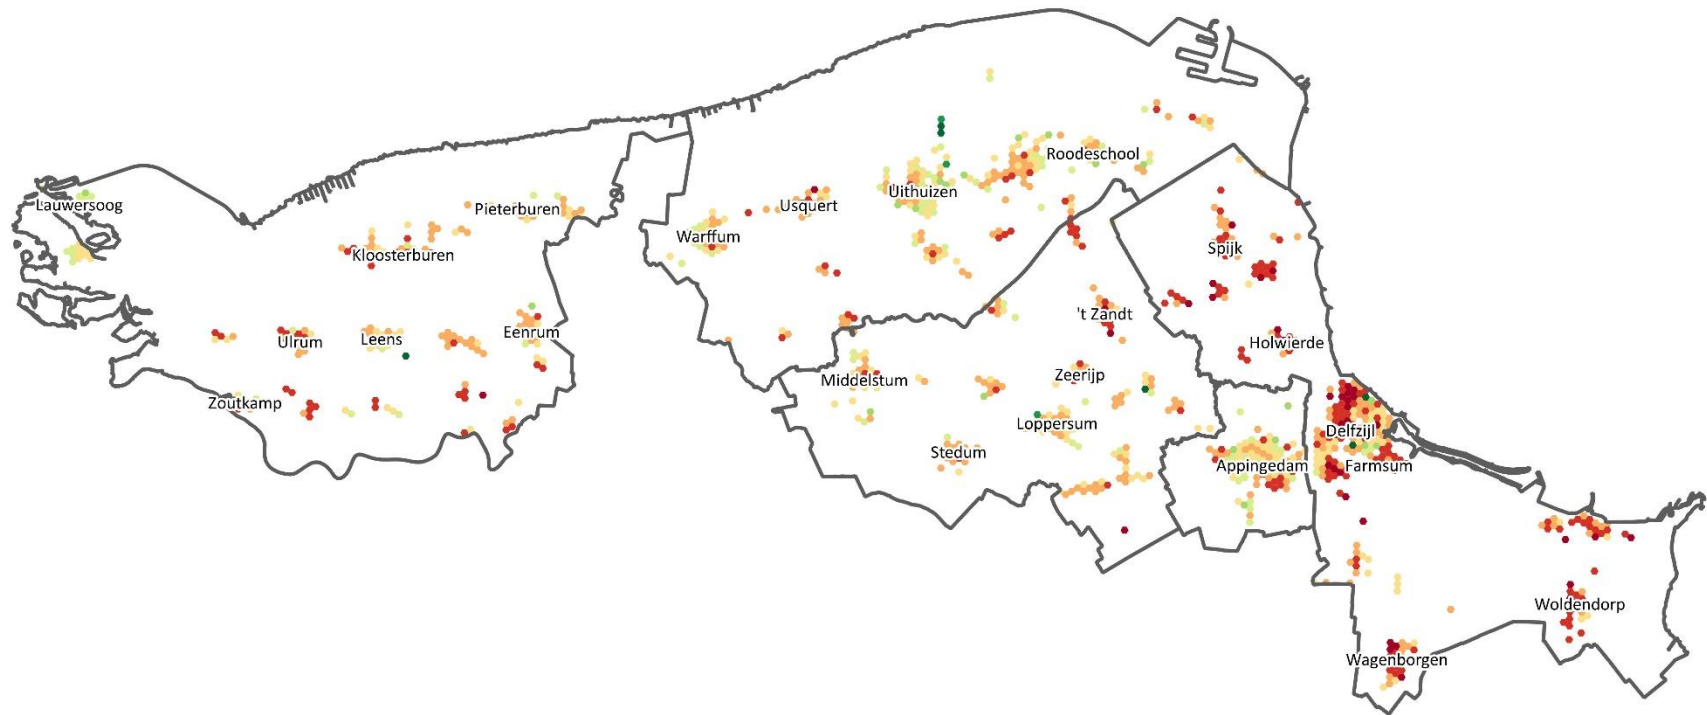 Roodeschool
Uithuizen
Lauwersoog
Pieterburen
Usquert
Warffum
Kloosterburen
Spijk
't Zandt
Eenrum
Ulrum
Leens
Holwierde
Middelstum
Zeerijp
Zoutkamp
Loppersum
Delfzijl
Stedum
Appingedam
Farmsum
Woldendorp
Wagenborgen